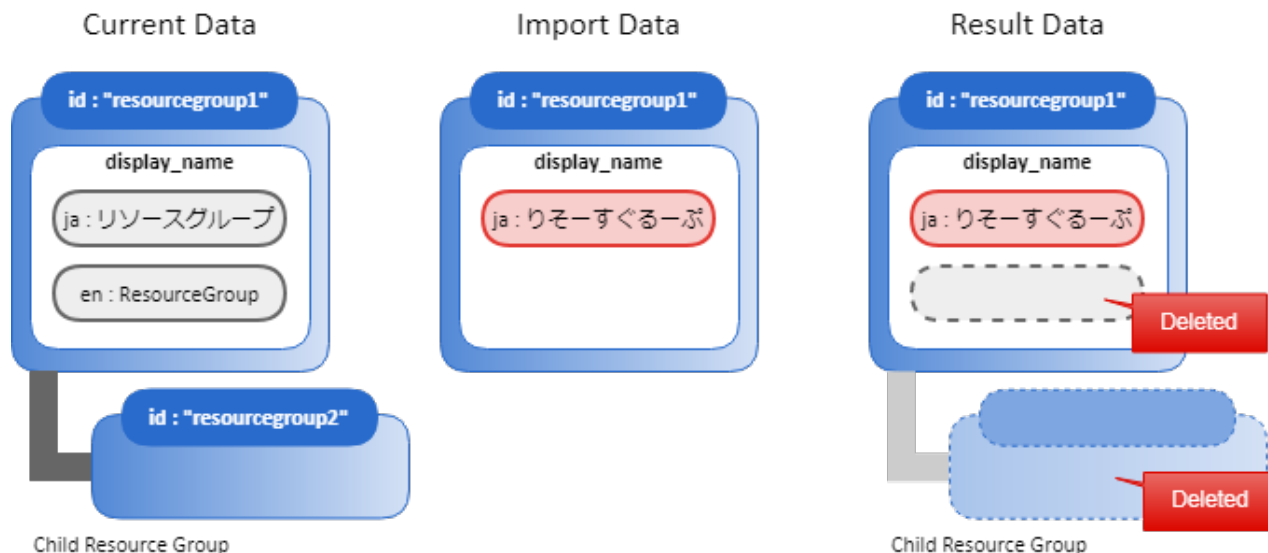 Current Data
Import Data
Result Data
id : "resourcegroup1"
display_name
ja : リソースグループ
en : ResourceGroup
id : "resourcegroup2"
Child Resource Group
id : "resourcegroup1"
display_name
ja : りそーすぐるーぷ
id : "resourcegroup1"
display_name
ja : りそーすぐるーぷ
Deleted
Deleted
Child Resource Group